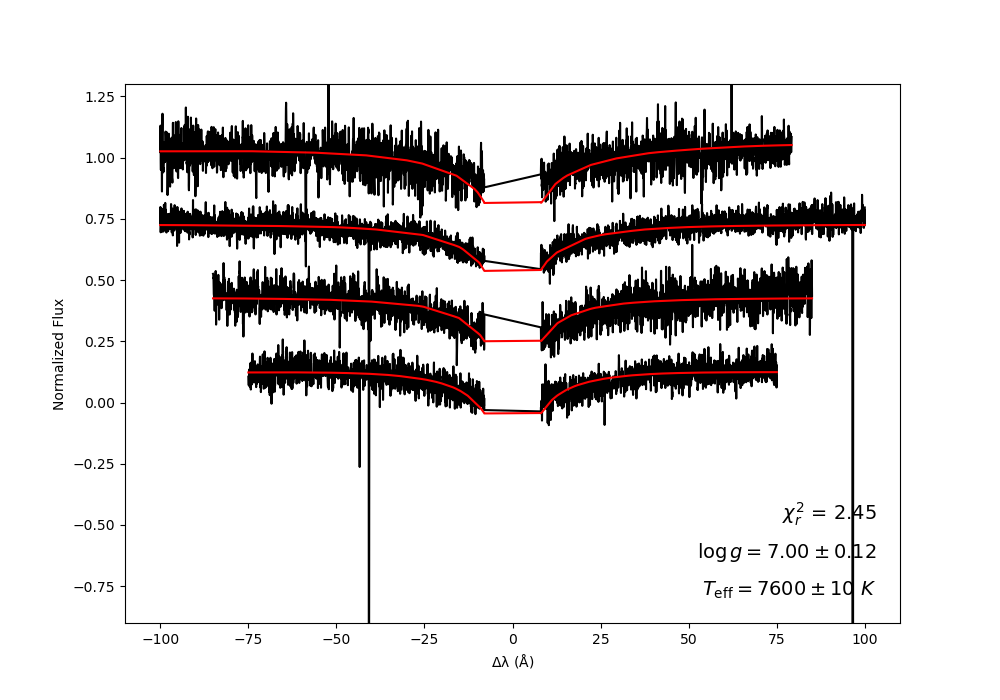 1.25
1.00
0.75
0.50
0.25
0.00
−0.25
−0.50
−0.75
Normalized Flux
χ²ᵣ = 2.45
log g = 7.00 ± 0.12
T_eff = 7600 ± 10 K
−100 −75 −50 −25 0 25 50 75 100
Δλ (Å)